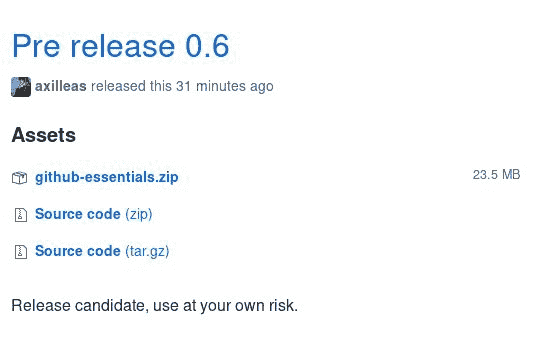 Pre release 0.6
axilleas released this 31 minutes ago
Assets
github-essentials.zip 23.5 MB
Source code (zip)
Source code (tar.gz)
Release candidate, use at your own risk.